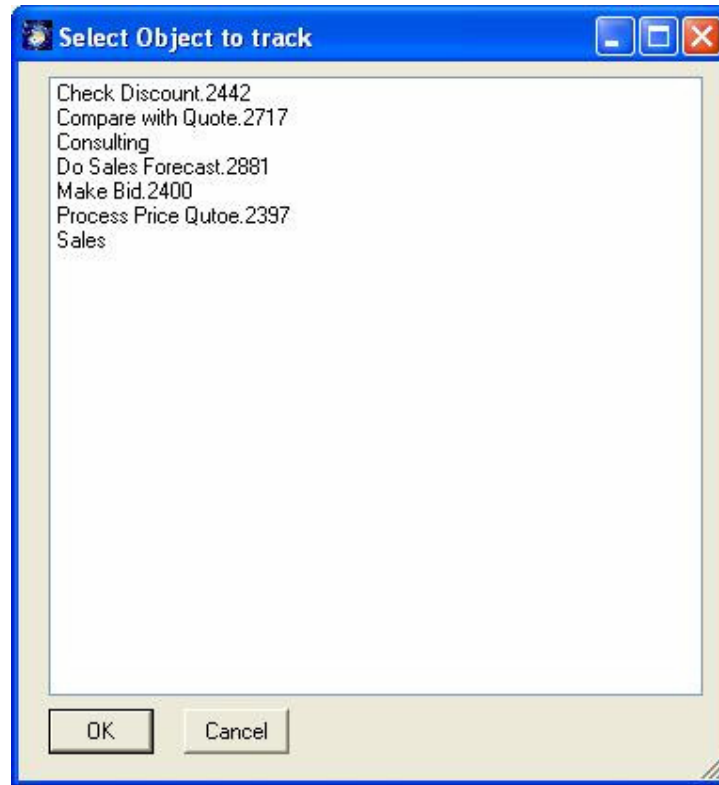 Select Object to track
Check Discount.2442
Compare with Quote.2717
Consulting
Do Sales Forecast.2881
Make Bid.2400
Process Price Qutoe.2397
Sales
OK
Cancel